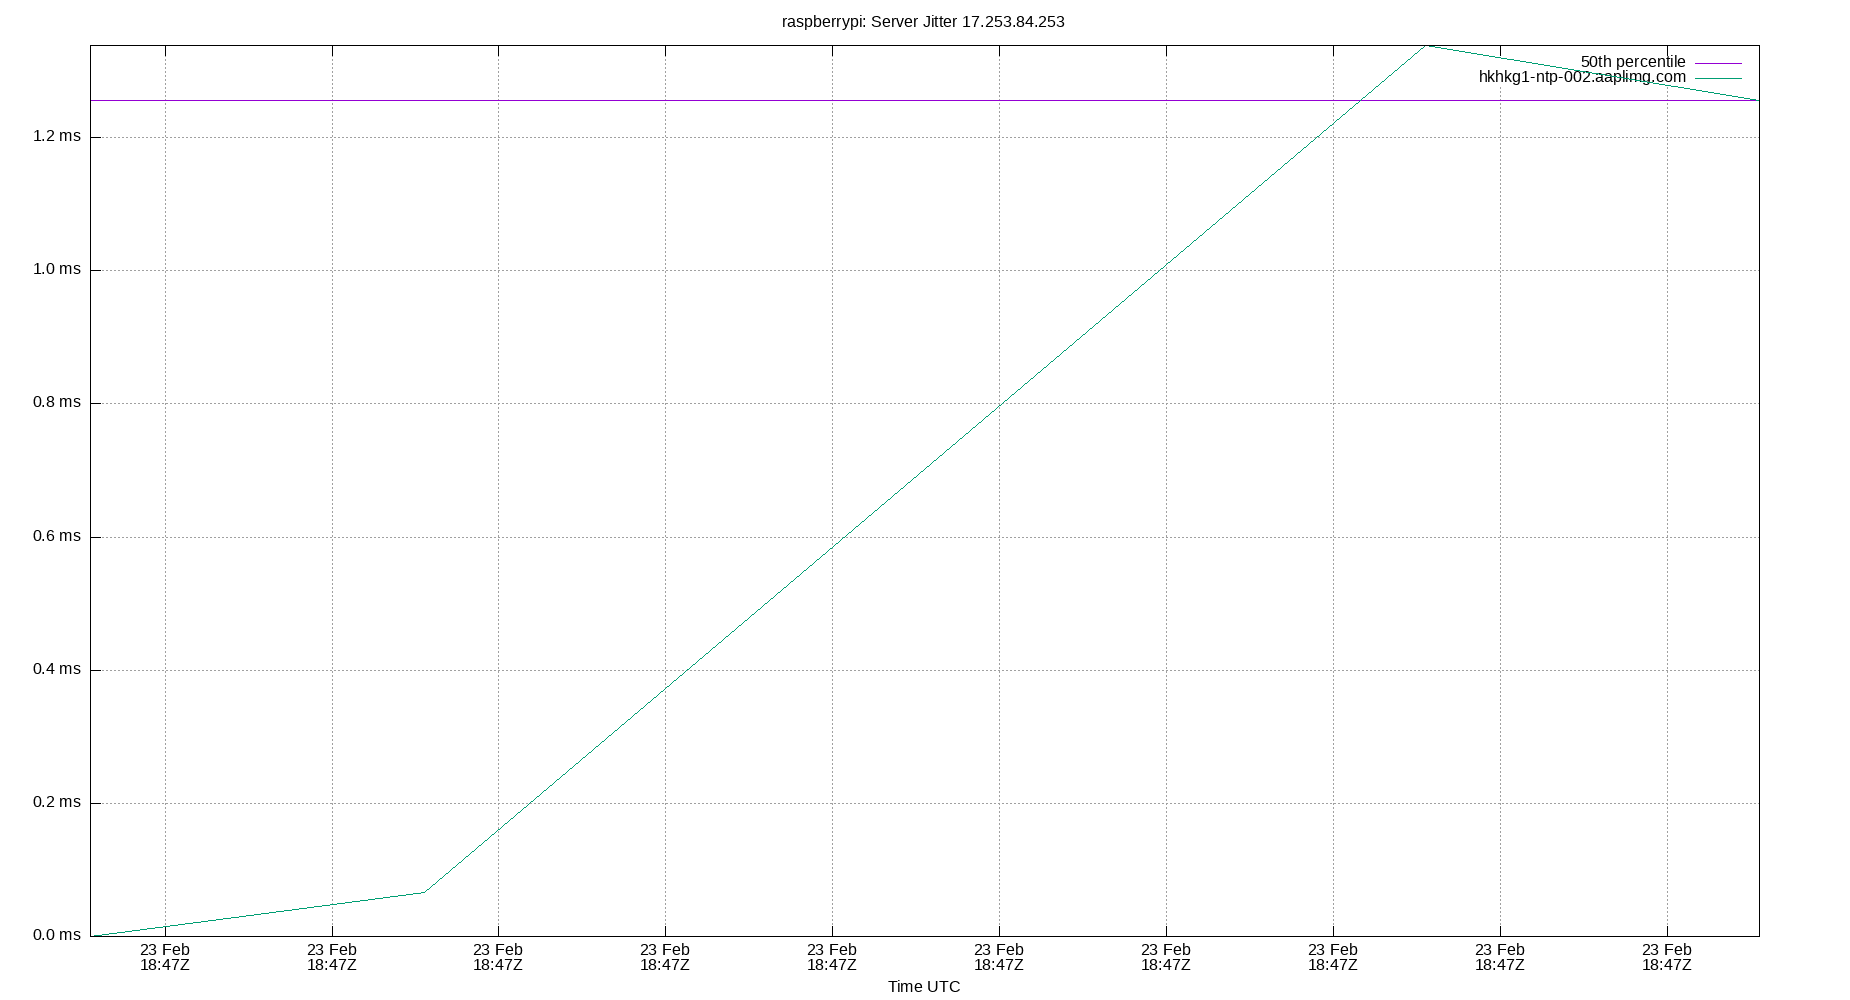 raspberrypi: Server Jitter 17.253.84.253
50th percentile
hkhkg1-ntp-002.aaplimg.com
1.2 ms
1.0 ms
0.8 ms
0.6 ms
0.4 ms
0.2 ms
0.0 ms
23 Feb 23 Feb 23 Feb 23 Feb 23 Feb 23 Feb 23 Feb 23 Feb 23 Feb 23 Feb
18:47Z 18:47Z 18:47Z 18:47Z 18:47Z 18:47Z 18:47Z 18:47Z 18:47Z 18:47Z
Time UTC